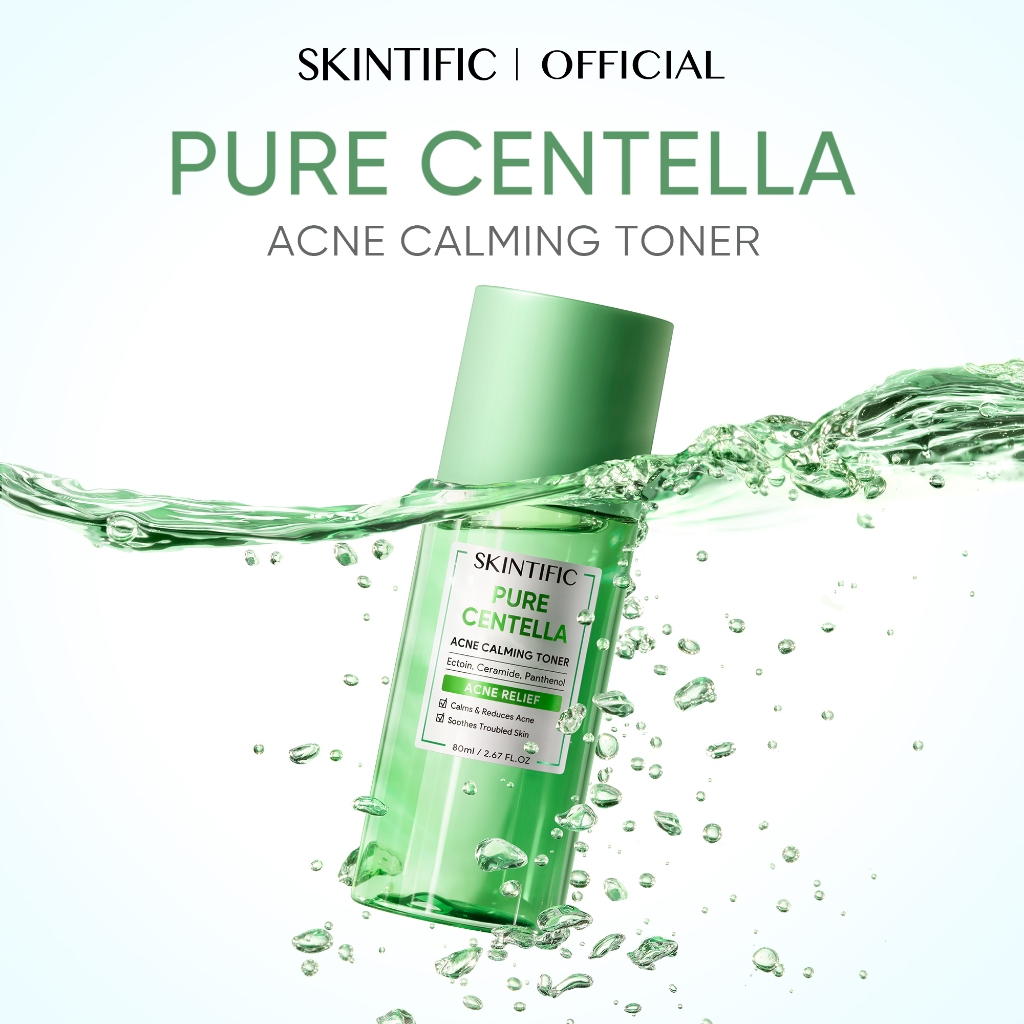 SKINTIFIC | OFFICIAL
PURE CENTELLA
ACNE CALMING TONER
SKINTIFIC
PURE
CENTELLA
ACNE CALMING TONER
Ectoin, Ceramide, Panthenol
ACNE RELIEF
☑ Calms & Reduces Acne
☑ Soothes Troubled Skin
80ml / 2.67 FL.OZ